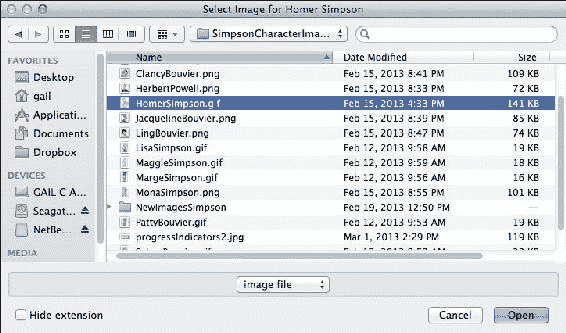 Select Image for Homer Simpson
SimpsonCharacterIma...
FAVORITES
Desktop
gail
Applicati...
Documents
Dropbox
DEVICES
GAIL C A...
Seagat...
NetBe...
MEDIA
Name Date Modified Size
ClancyBouvier.png Feb 15, 2013 8:41 PM 109 KB
HerbertPowell.png Feb 15, 2013 8:33 PM 72 KB
HomerSimpson.gif Feb 15, 2013 4:33 PM 141 KB
JacquelineBouvier.png Feb 15, 2013 8:39 PM 85 KB
LingBouvier.png Feb 15, 2013 8:47 PM 74 KB
LisaSimpson.gif Feb 12, 2013 9:58 AM 19 KB
MaggieSimpson.gif Feb 12, 2013 9:59 AM 18 KB
MargeSimpson.gif Feb 12, 2013 9:58 AM 16 KB
MonaSimpson.png Feb 15, 2013 8:55 PM 101 KB
NewImagesSimpson Feb 19, 2013 12:50 PM —
PattyBouvier.gif Feb 12, 2013 9:53 AM 19 KB
progressIndicators2.jpg Mar 1, 2013 2:29 PM 119 KB
image file
Hide extension
Cancel
Open